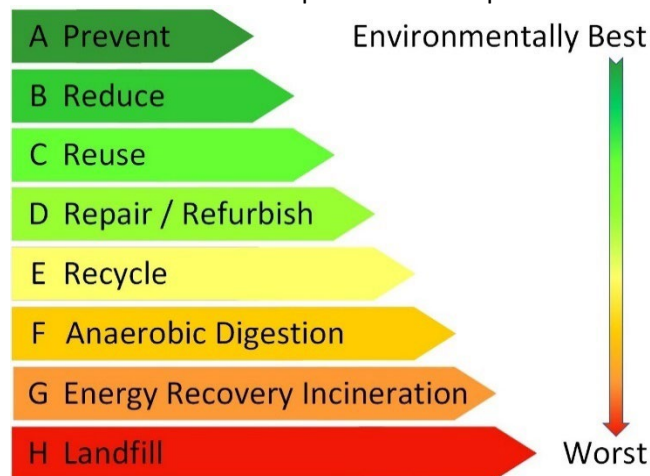 A Prevent
Environmentally Best
B Reduce
C Reuse
D Repair / Refurbish
E Recycle
F Anaerobic Digestion
G Energy Recovery Incineration
H Landfill
Worst